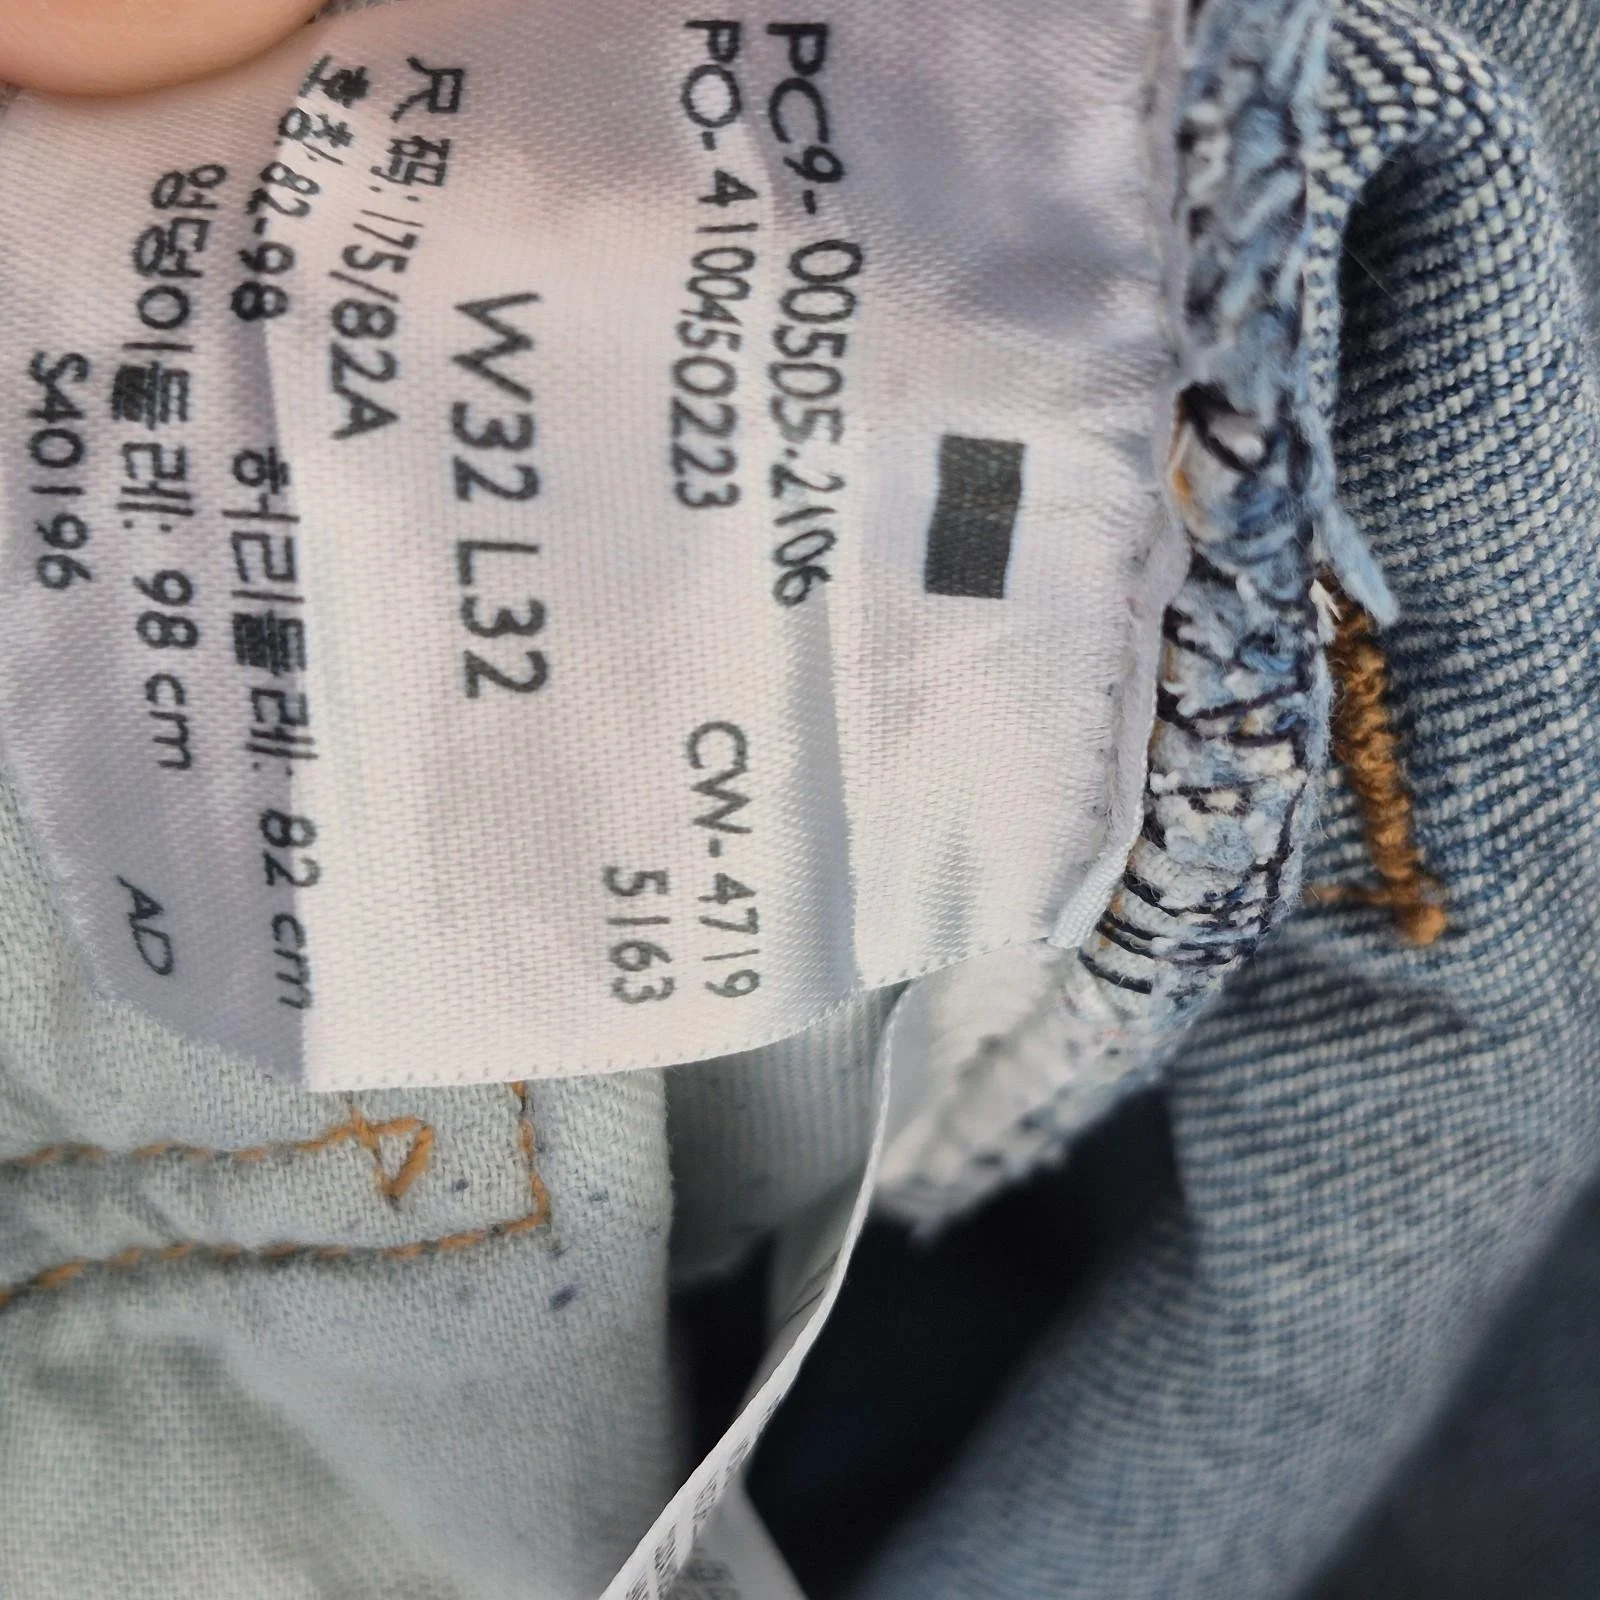 PC9- 00505.2106
PO- 4100450223
CW- 4719
5163
W32 L32
尺码:175/82A
호칭: 82-98
허리둘레: 82 cm
엉덩이둘레: 98 cm
S40196
AD